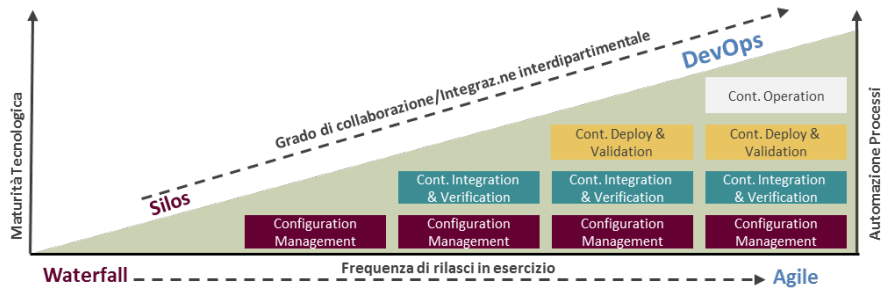 Maturità Tecnologica
Grado di collaborazione/Integraz.ne interdipartimentale
Silos
DevOps
Cont. Operation
Cont. Deploy &
Validation
Cont. Deploy &
Validation
Cont. Integration
& Verification
Cont. Integration
& Verification
Cont. Integration
& Verification
Configuration
Management
Configuration
Management
Configuration
Management
Configuration
Management
Automazione Processi
Waterfall
Frequenza di rilasci in esercizio
Agile